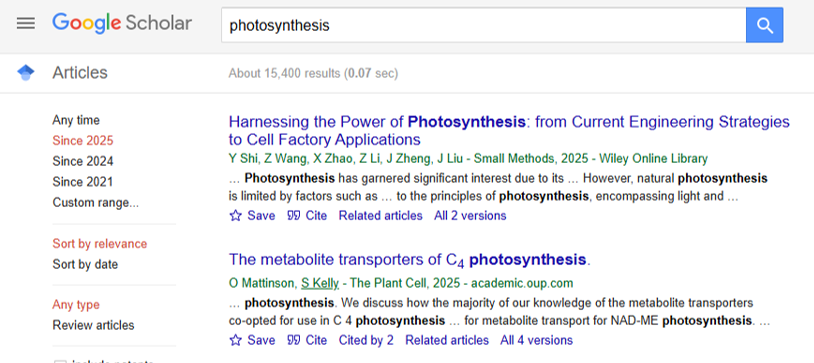 Google Scholar
photosynthesis
Articles
About 15,400 results (0.07 sec)
Any time
Since 2025
Since 2024
Since 2021
Custom range...
Sort by relevance
Sort by date
Any type
Review articles
Harnessing the Power of Photosynthesis: from Current Engineering Strategies
to Cell Factory Applications
Y Shi, Z Wang, X Zhao, Z Li, J Zheng, J Liu - Small Methods, 2025 - Wiley Online Library
... Photosynthesis has garnered significant interest due to its ... However, natural photosynthesis
is limited by factors such as ... to the principles of photosynthesis, encompassing light and ...
Save Cite Related articles All 2 versions
The metabolite transporters of C4 photosynthesis.
O Mattinson, S Kelly - The Plant Cell, 2025 - academic.oup.com
... photosynthesis. We discuss how the majority of our knowledge of the metabolite transporters
co-opted for use in C 4 photosynthesis ... for metabolite transport for NAD-ME photosynthesis. ...
Save Cite Cited by 2 Related articles All 4 versions